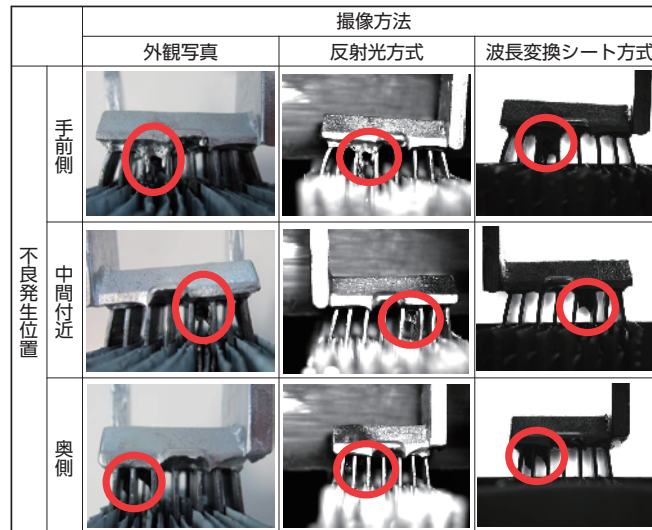 撮像方法
外観写真
反射光方式
波長変換シート方式
不良発生位置
手前側
中間付近
奥側